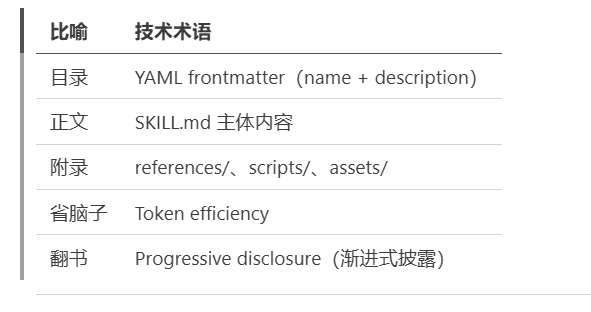 比喻 技术术语
目录 YAML frontmatter（name + description）
正文 SKILL.md 主体内容
附录 references/、scripts/、assets/
省脑子 Token efficiency
翻书 Progressive disclosure（渐进式披露）